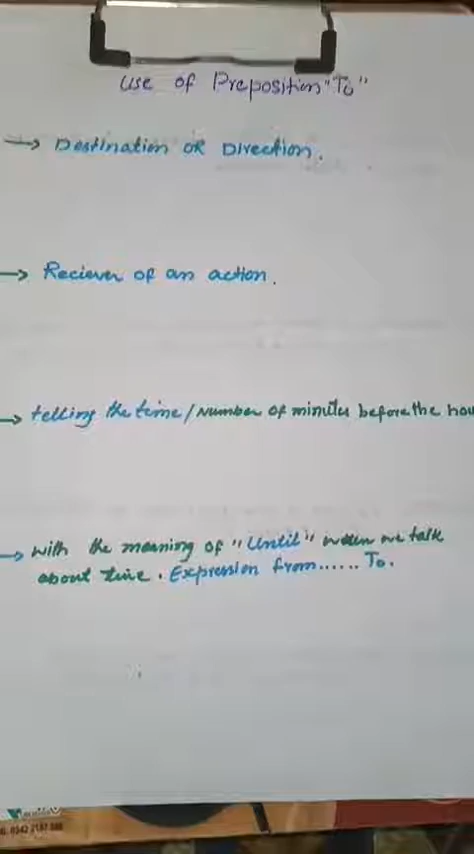 Use of Preposition "To"
→ Destination OR Direction.
→ Reciever of an action.
→ telling the time/Number of minutes before the hou
→ with the meaning of "Until" when we talk
about time. Expression from...... To.